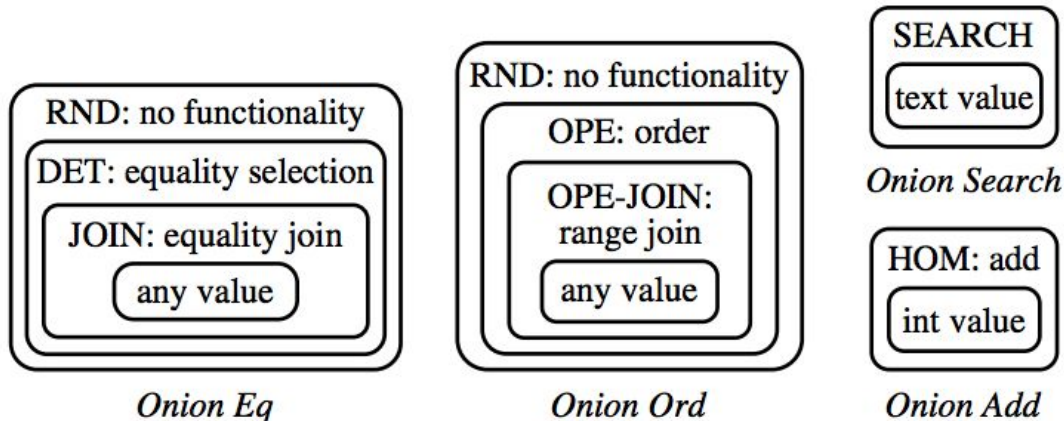 RND: no functionality
DET: equality selection
JOIN: equality join
any value
Onion Eq
RND: no functionality
OPE: order
OPE-JOIN:
range join
any value
Onion Ord
SEARCH
text value
Onion Search
HOM: add
int value
Onion Add